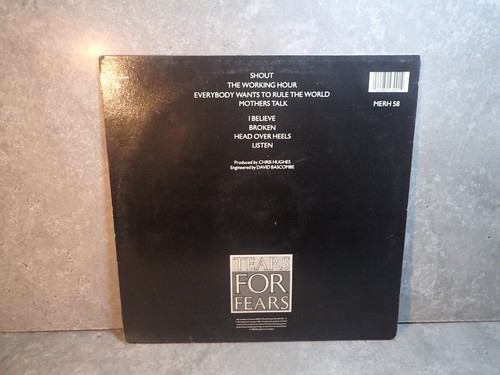 SHOUT
THE WORKING HOUR
EVERYBODY WANTS TO RULE THE WORLD
MOTHERS TALK
I BELIEVE
BROKEN
HEAD OVER HEELS
LISTEN
Produced by CHRIS HUGHES
Engineered by DAVID BASCOMBE
MERH 58
TEARS
FOR
FEARS